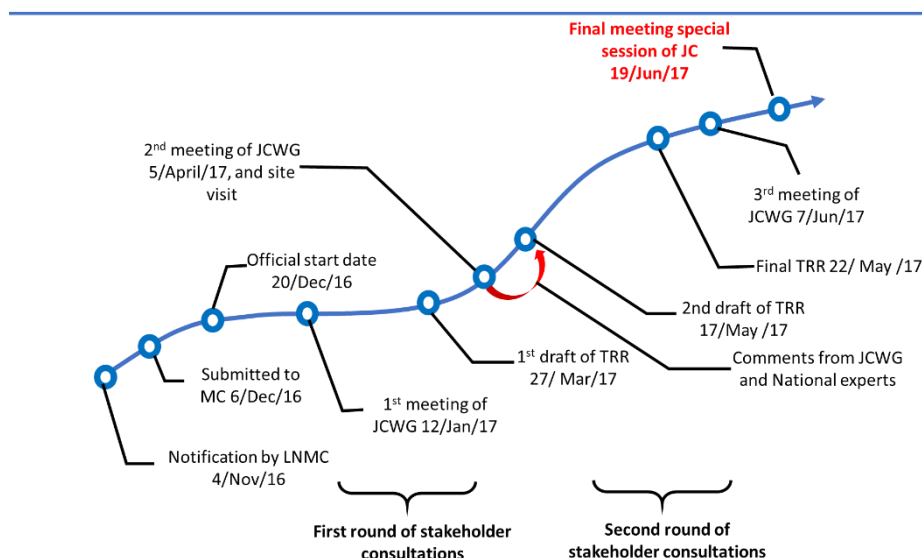 Final meeting special
session of JC
19/Jun/17
2nd meeting of JCWG
5/April/17, and site
visit
3rd meeting of
JCWG 7/Jun/17
Official start date
20/Dec/16
Final TRR 22/ May /17
2nd draft of TRR
17/May /17
1st draft of TRR
27/ Mar/17
Comments from JCWG
and National experts
Submitted to
MC 6/Dec/16
1st meeting of
JCWG 12/Jan/17
Notification by LNMC
4/Nov/16
First round of stakeholder
consultations
Second round of
stakeholder consultations